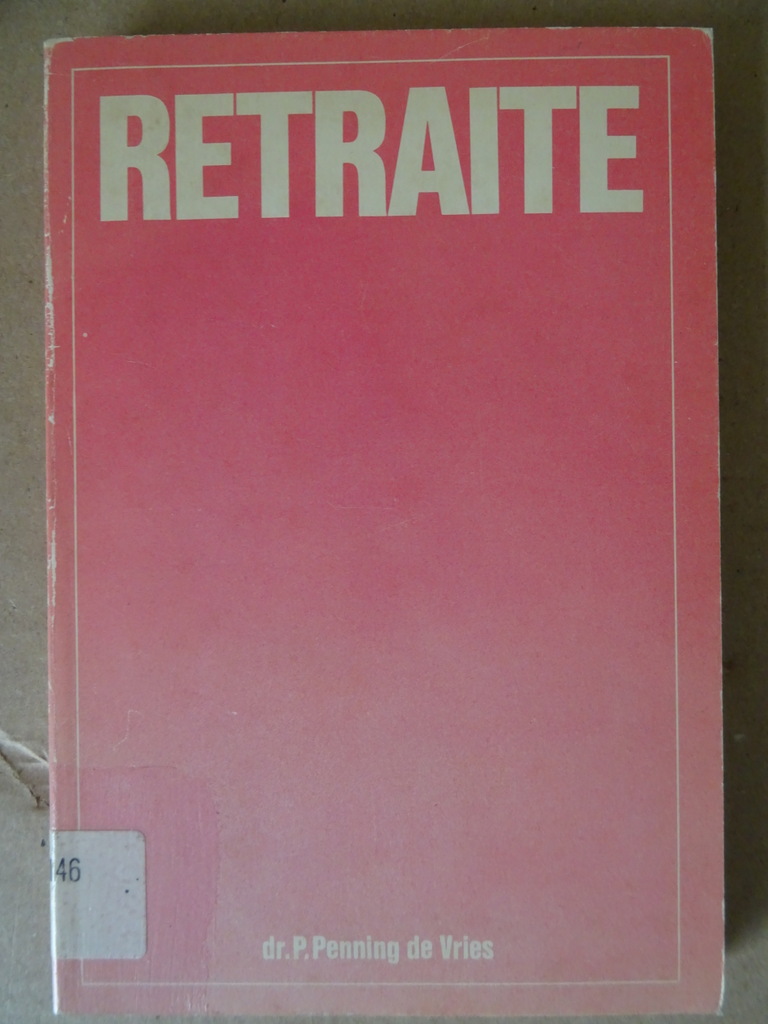 RETRAITE
46
dr. P. Penning de Vries